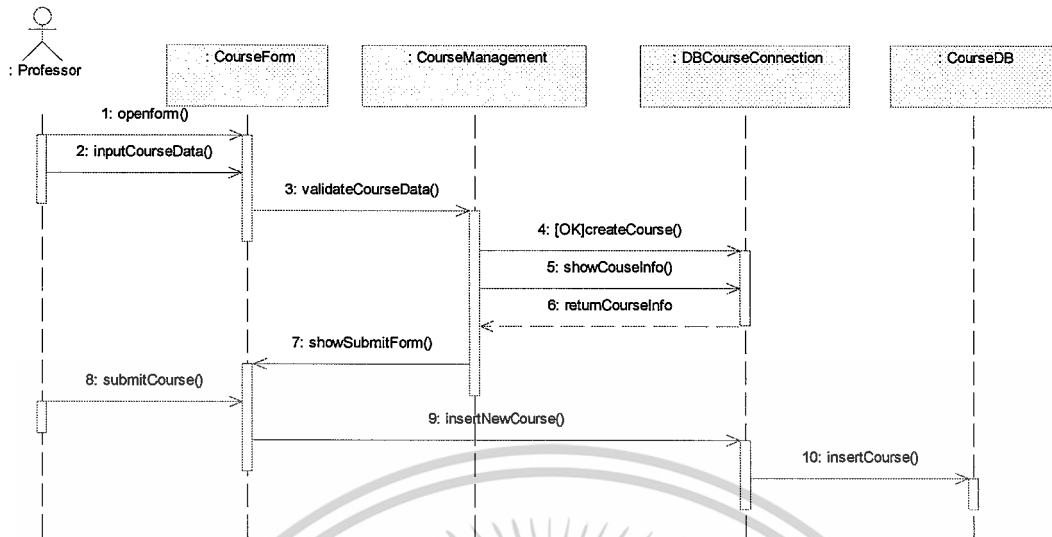 : Professor
: CourseForm
: CourseManagement
: DBCourseConnection
: CourseDB
1: openform()
2: inputCourseData()
3: validateCourseData()
4: [OK]createCourse()
5: showCouseInfo()
6: returnCourseInfo
7: showSubmitForm()
8: submitCourse()
9: insertNewCourse()
10: insertCourse()